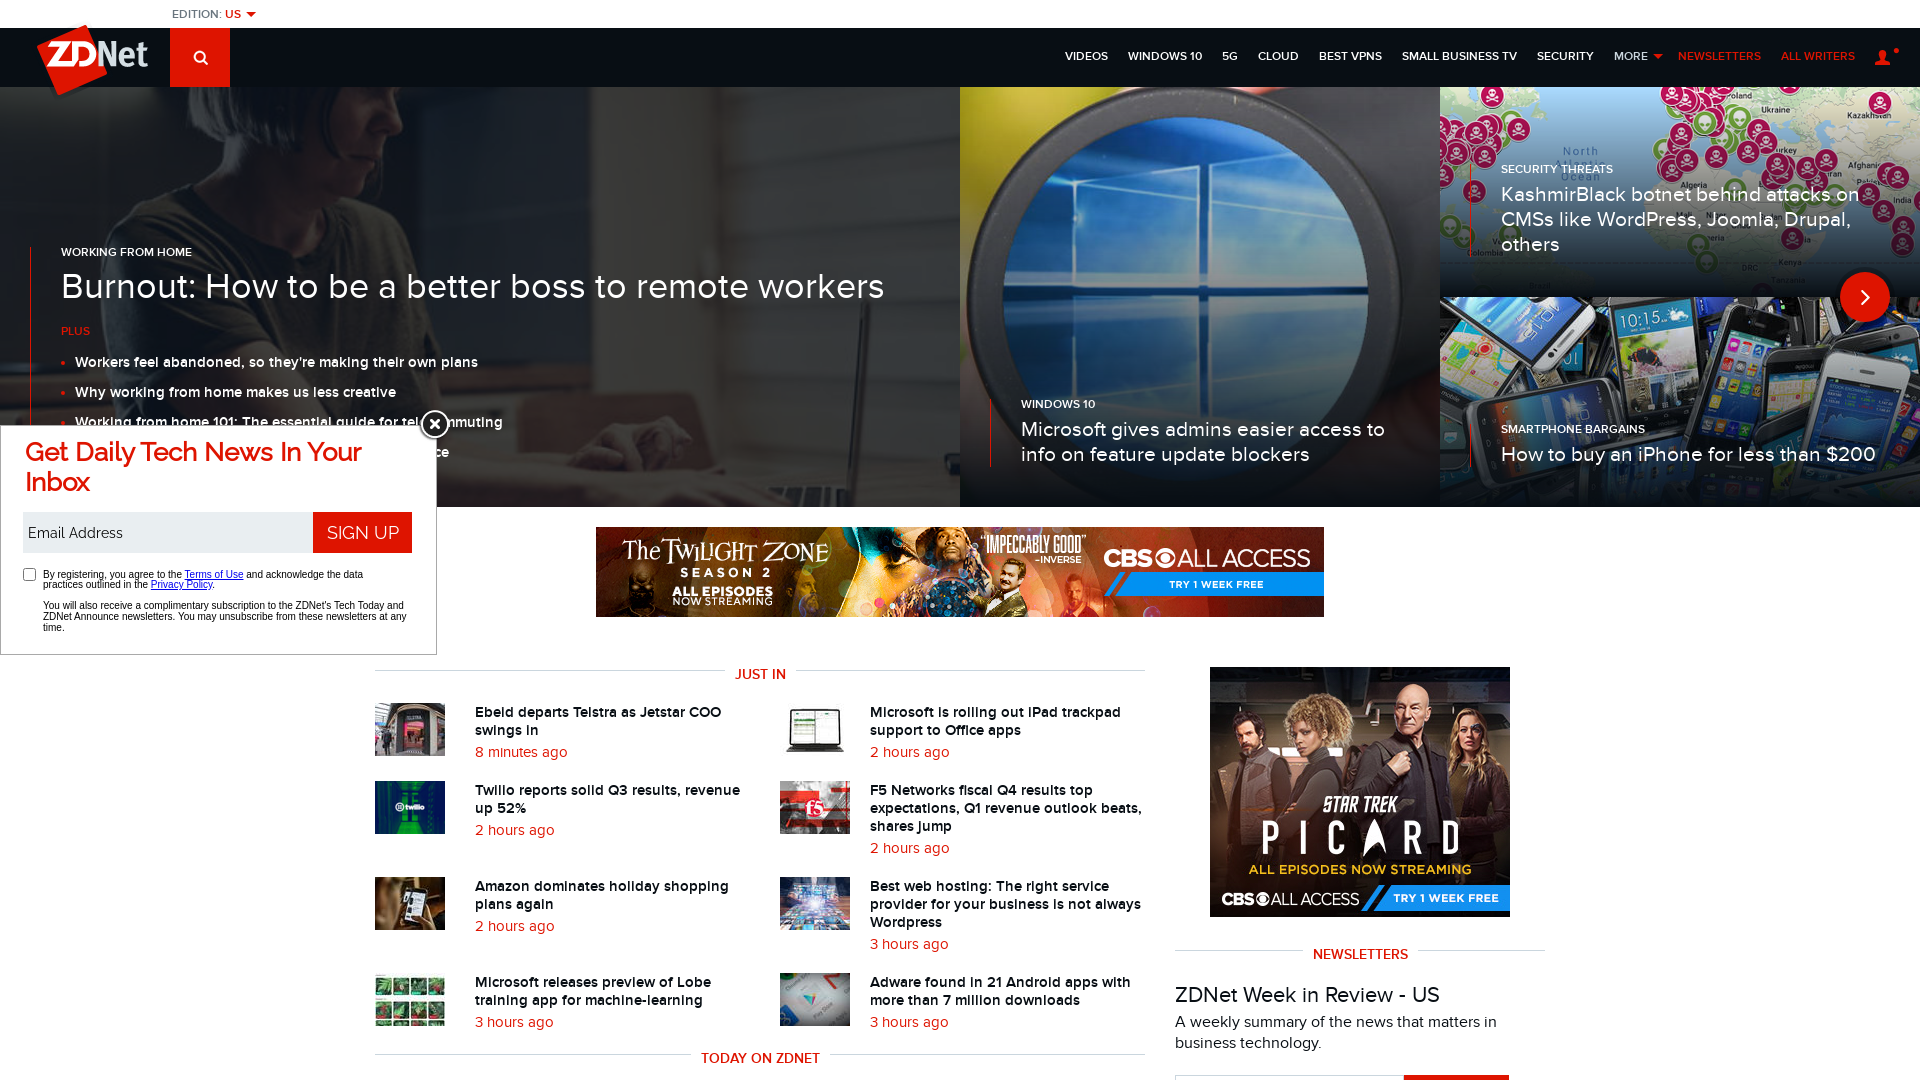 EDITION: US
ZDNet
VIDEOS WINDOWS 10 5G CLOUD BEST VPNS SMALL BUSINESS TV SECURITY MORE NEWSLETTERS ALL WRITERS
WORKING FROM HOME
Burnout: How to be a better boss to remote workers
PLUS
Workers feel abandoned, so they're making their own plans
Why working from home makes us less creative
Working from home 101: The essential guide for
WINDOWS 10
Microsoft gives admins easier access to
info on feature update blockers
SECURITY THREATS
KashmirBlack botnet behind attacks on
CMSs like WordPress, Joomla, Drupal,
others
SMARTPHONE BARGAINS
How to buy an iPhone for less than $200
Get Daily Tech News In Your
Inbox
Email Address
SIGN UP
By registering, you agree to the Terms of Use and acknowledge the data
practices outlined in the Privacy Policy.
You will also receive a complimentary subscription to the ZDNet's Tech Today and
ZDNet Announce newsletters. You may unsubscribe from these newsletters at any
time.
The TWILIGHT ZONE
SEASON 2
ALL EPISODES
NOW STREAMING
"IMPECCABLY GOOD"
-INVERSE
CBS ALL ACCESS
TRY 1 WEEK FREE
JUST IN
Ebeid departs Telstra as Jetstar COO
swings in
8 minutes ago
Microsoft is rolling out iPad trackpad
support to Office apps
2 hours ago
Twilio reports solid Q3 results, revenue
up 52%
2 hours ago
F5 Networks fiscal Q4 results top
expectations, Q1 revenue outlook beats,
shares jump
2 hours ago
Amazon dominates holiday shopping
plans again
2 hours ago
Best web hosting: The right service
provider for your business is not always
Wordpress
3 hours ago
Microsoft releases preview of Lobe
training app for machine-learning
3 hours ago
Adware found in 21 Android apps with
more than 7 million downloads
3 hours ago
TODAY ON ZDNET
STAR TREK
PICARD
ALL EPISODES NOW STREAMING
CBS ALL ACCESS TRY 1 WEEK FREE
NEWSLETTERS
ZDNet Week in Review - US
A weekly summary of the news that matters in
business technology.